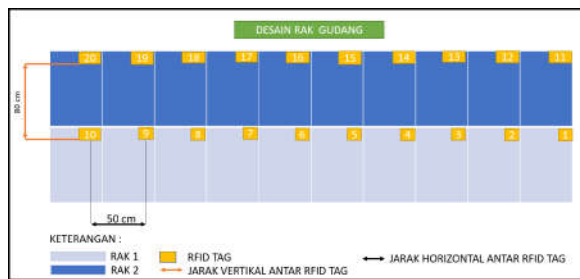 DESAIN RAK GUDANG
20 19 18 17 16 15 14 13 12 11
80 cm
10 9 8 7 6 5 4 3 2 1
50 cm
KETERANGAN :
RAK 1 RFID TAG JARAK HORIZONTAL ANTAR RFID TAG
RAK 2 JARAK VERTIKAL ANTAR RFID TAG